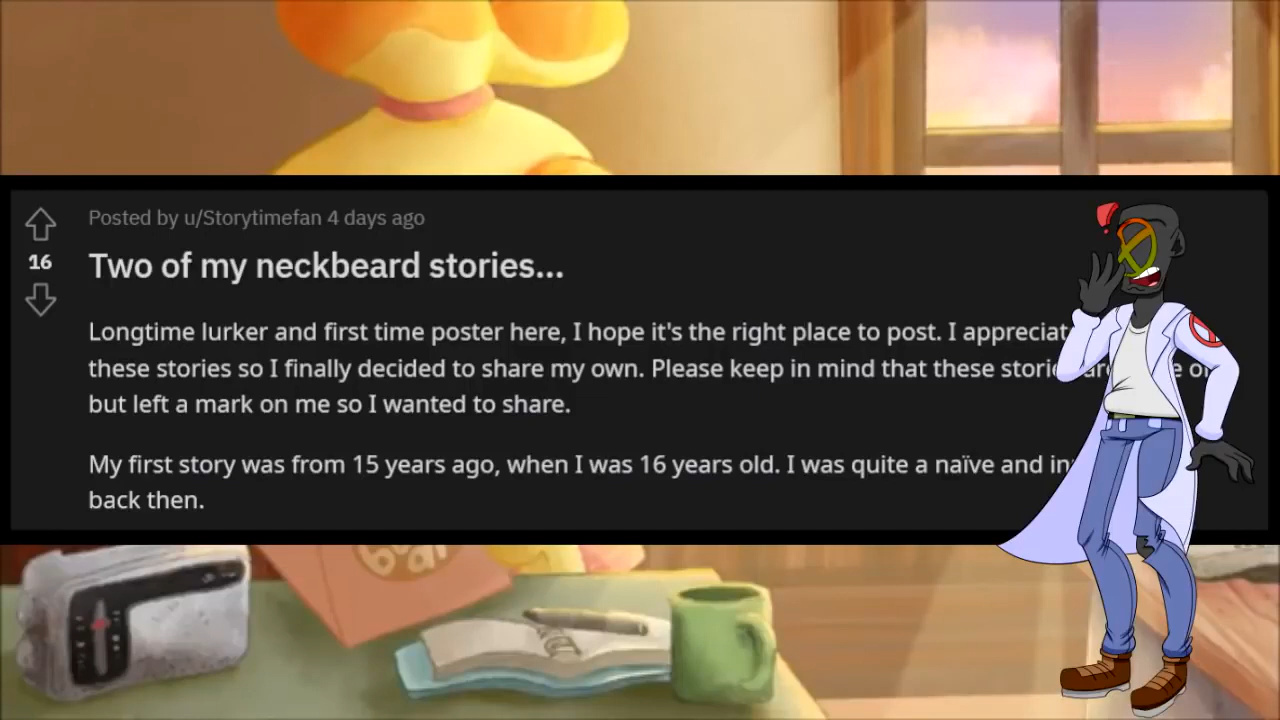 Posted by u/Storytimefan 4 days ago
16
Two of my neckbeard stories...
Longtime lurker and first time poster here, I hope it's the right place to post. I appreciat
these stories so I finally decided to share my own. Please keep in mind that these storie
but left a mark on me so I wanted to share.
My first story was from 15 years ago, when I was 16 years old. I was quite a naïve and in
back then.